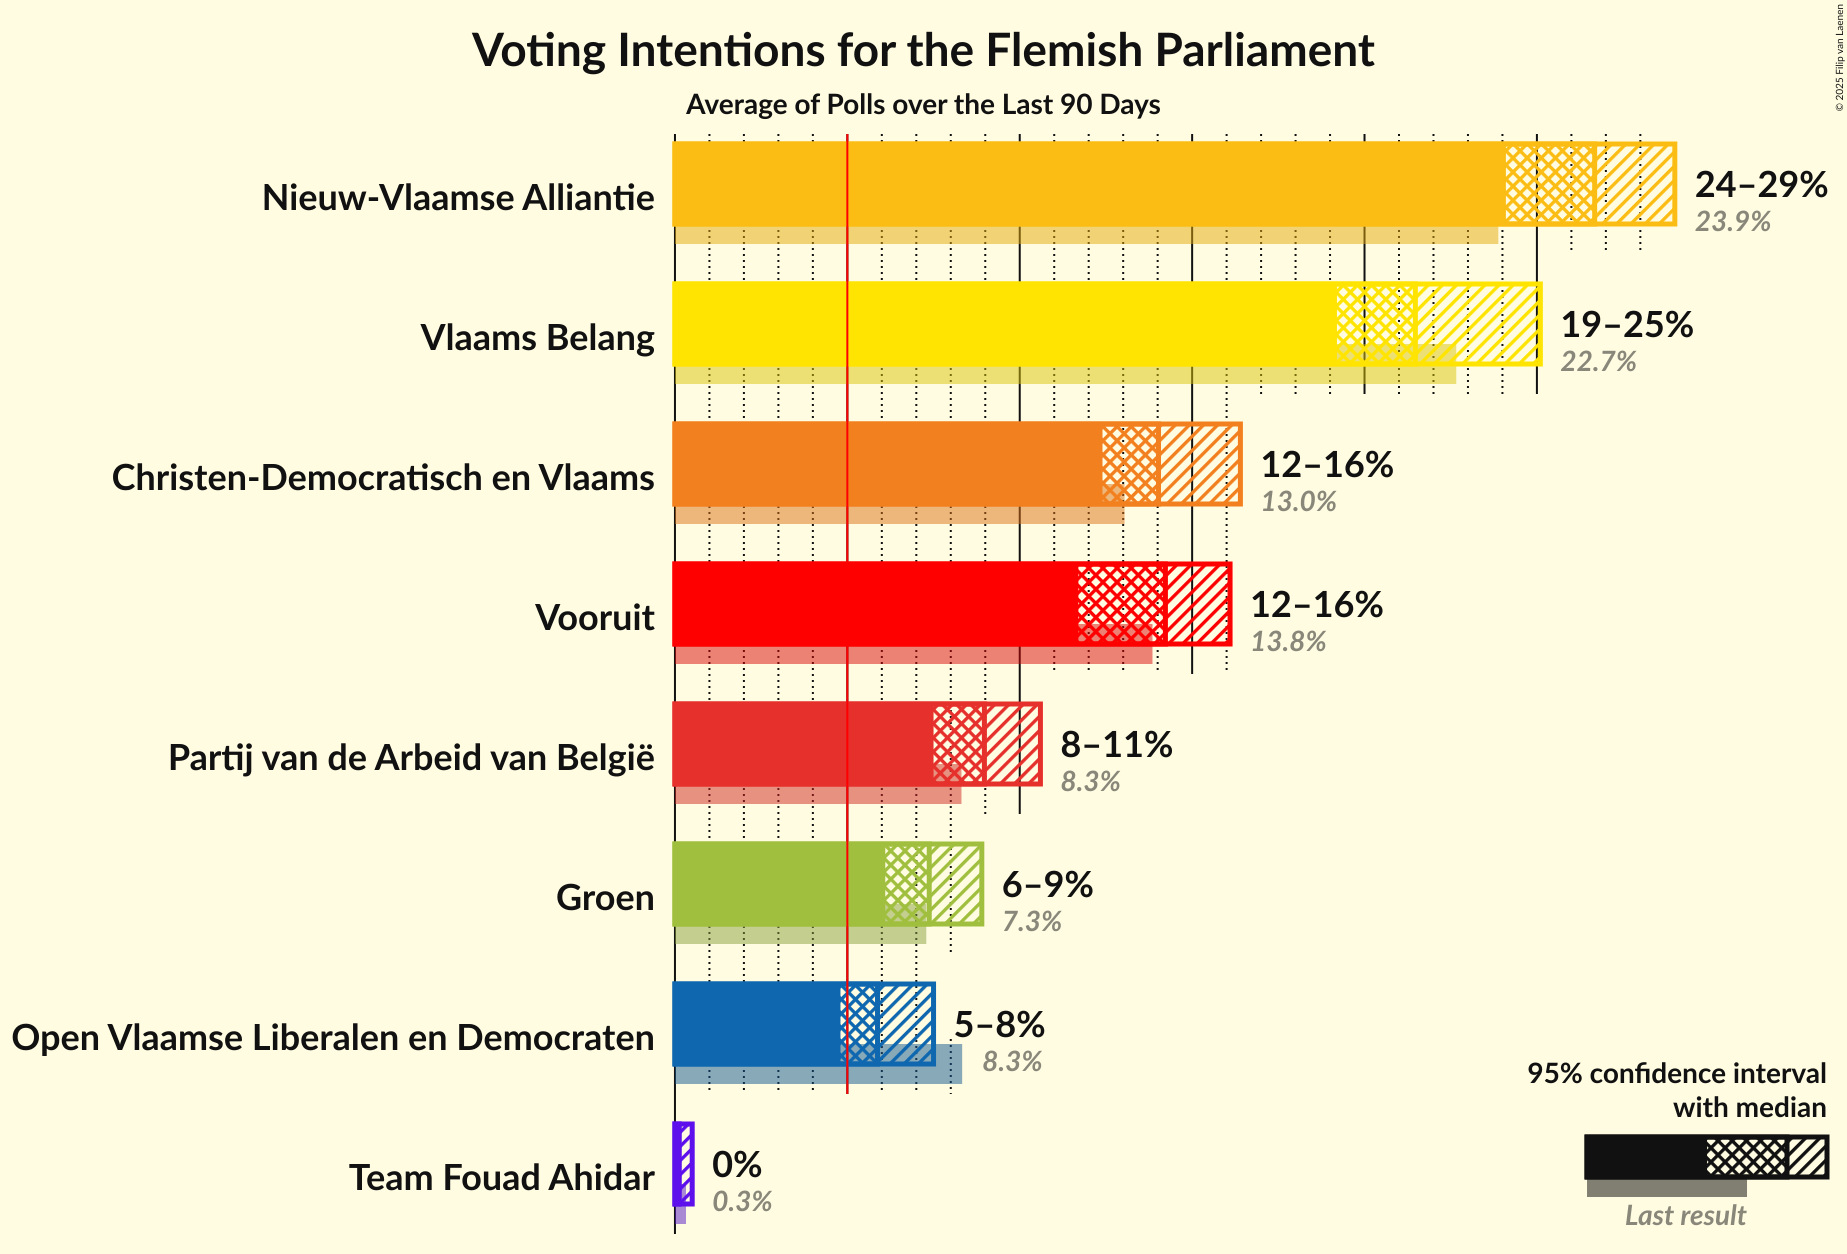 Voting Intentions for the Flemish Parliament
Average of Polls over the Last 90 Days
© 2025 Filip van Laenen
Nieuw-Vlaamse Alliantie
24–29%
23.9%
Vlaams Belang
19–25%
22.7%
Christen-Democratisch en Vlaams
12–16%
13.0%
Vooruit
12–16%
13.8%
Partij van de Arbeid van België
8–11%
8.3%
Groen
6–9%
7.3%
Open Vlaamse Liberalen en Democraten
5–8%
8.3%
Team Fouad Ahidar
0%
0.3%
95% confidence interval
with median
Last result